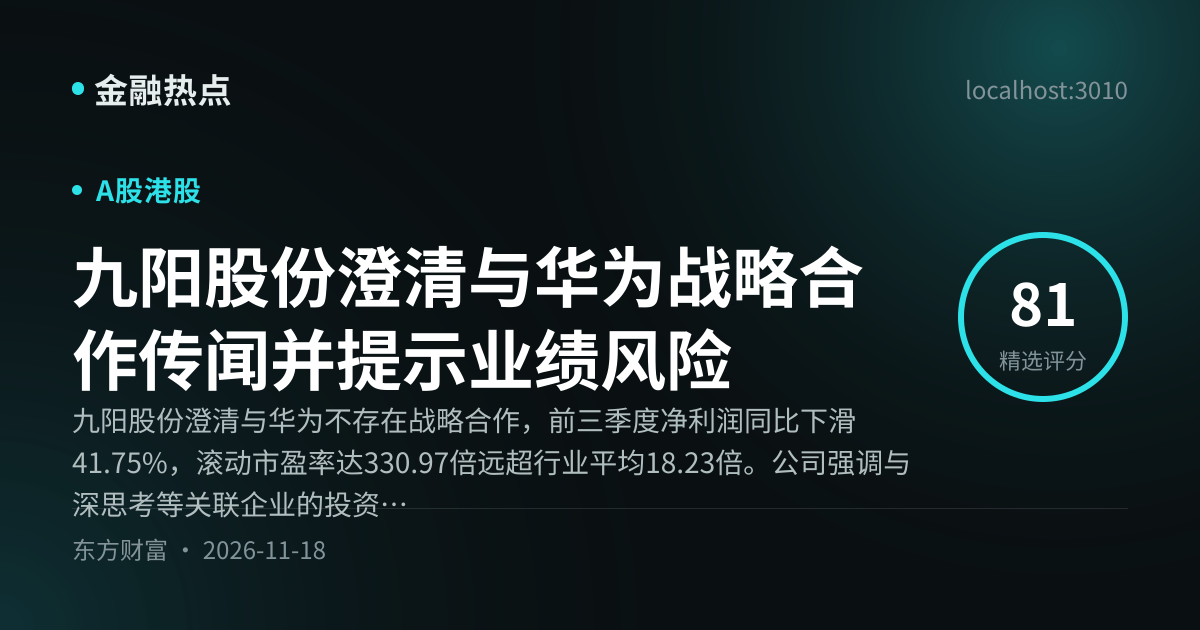 金融热点
localhost:3010
A股港股
九阳股份澄清与华为战略合
作传闻并提示业绩风险
81
精选评分
九阳股份澄清与华为不存在战略合作，前三季度净利润同比下滑
41.75%，滚动市盈率达330.97倍远超行业平均18.23倍。公司强调与
深思考等关联企业的投资…
东方财富 • 2026-11-18